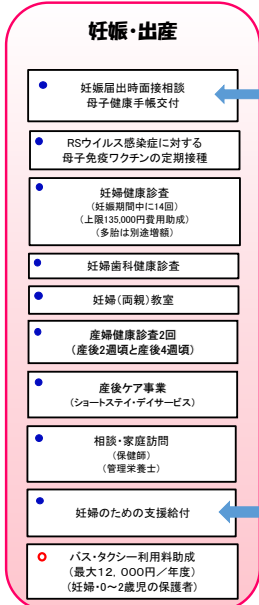 妊娠・出産
妊娠届出時面接相談
母子健康手帳交付
RSウイルス感染症に対する
母子免疫ワクチンの定期接種
妊婦健康診査
(妊娠期間中に14回)
(上限135,000円費用助成)
(多胎は別途増額)
妊婦歯科健康診査
妊婦(両親)教室
産婦健康診査2回
(産後2週頃と産後4週頃)
産後ケア事業
(ショートステイ・デイサービス)
相談・家庭訪問
(保健師)
(管理栄養士)
妊婦のための支援給付
バス・タクシー利用料助成
(最大12,000円/年度)
(妊婦・0~2歳児の保護者)